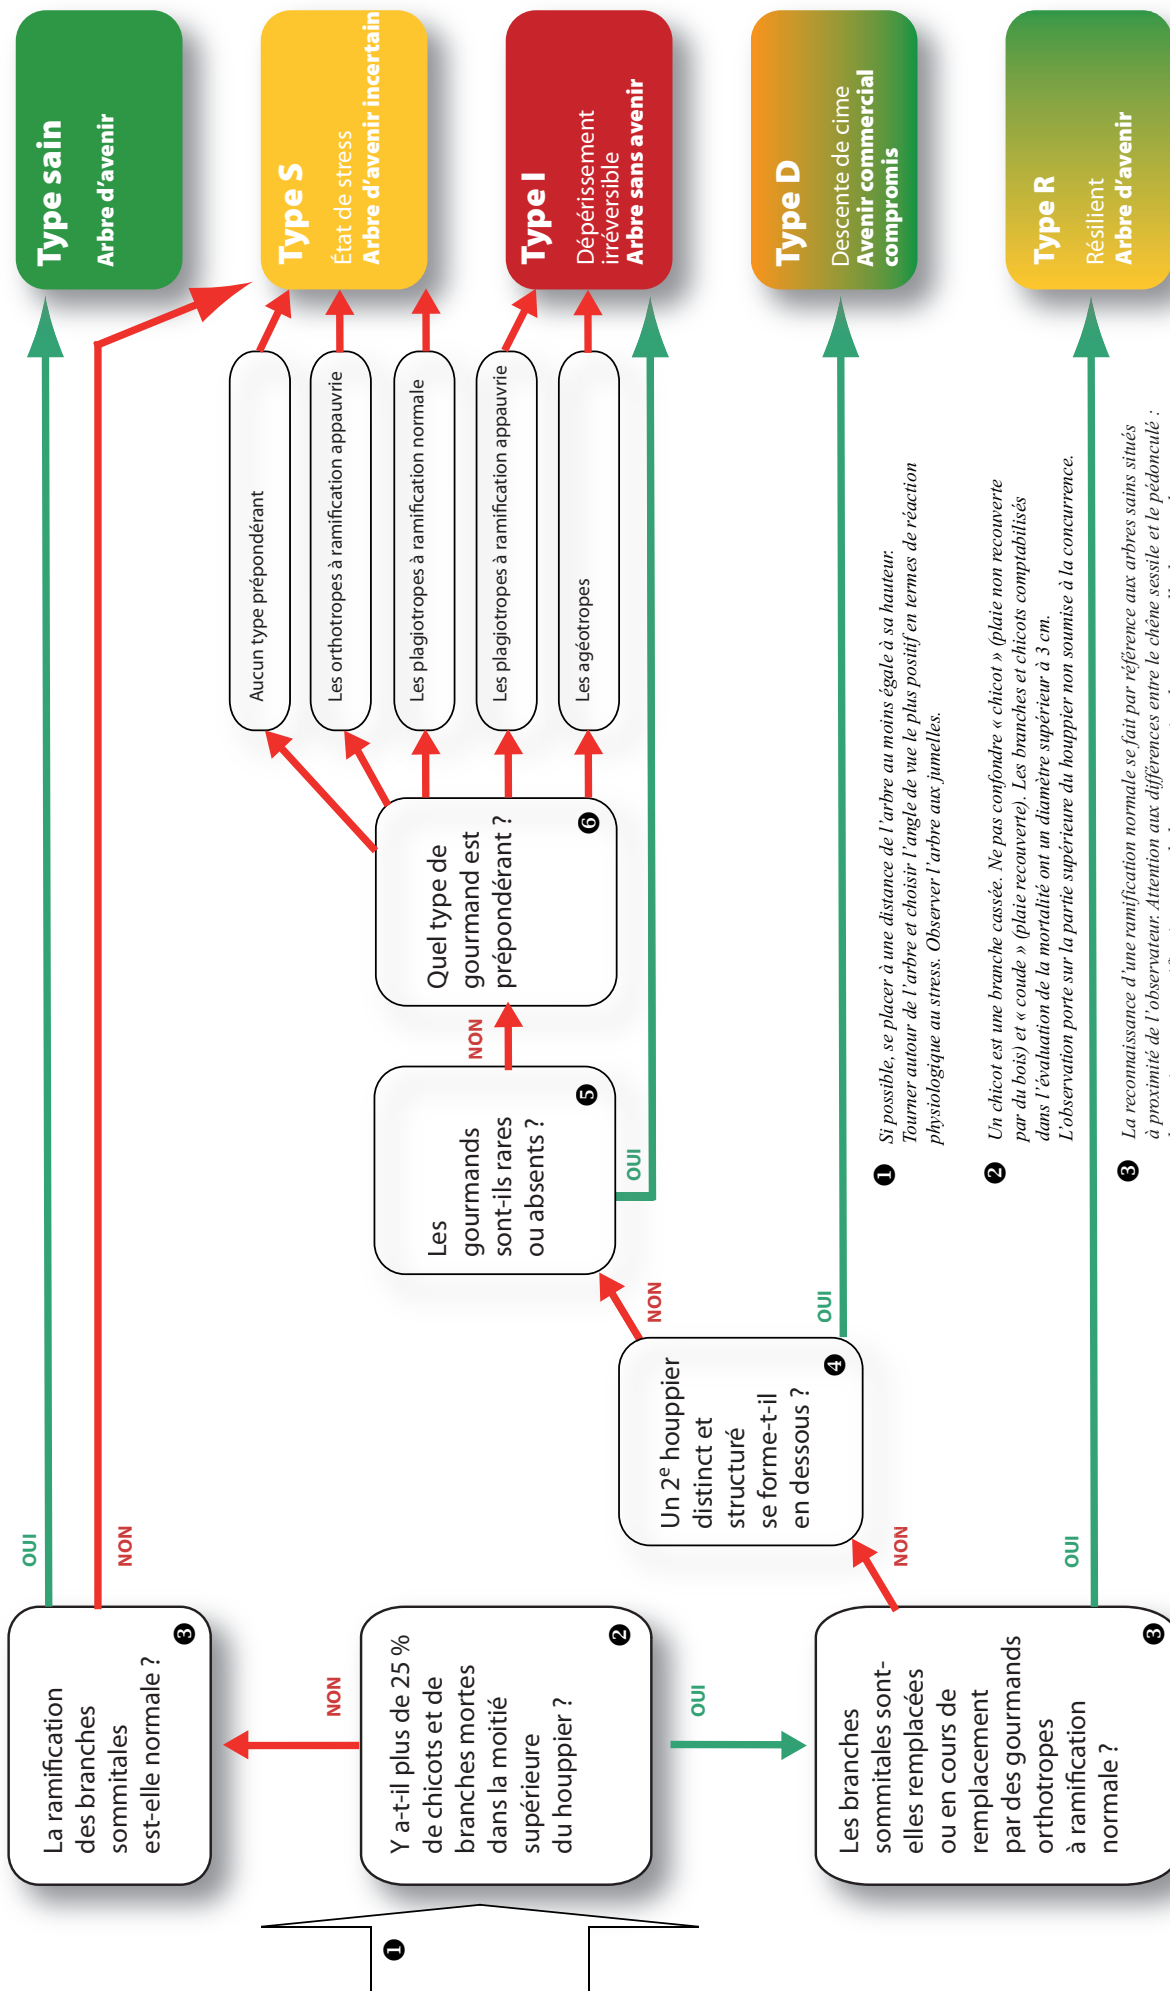 ❶
La ramification
des branches
sommitales
est-elle normale ?
❸
OUI
NON
Y a-t-il plus de 25 %
de chicots et de
branches mortes
dans la moitié
supérieure
du houppier ?
❷
NON
OUI
Les branches
sommitales sont-
elles remplacées
ou en cours de
remplacement
par des gourmands
orthotropes
à ramification
normale ?
❸
NON
OUI
Un 2e houppier
distinct et
structuré
se forme-t-il
en dessous ?
❹
NON
OUI
Les
gourmands
sont-ils rares
ou absents ?
❺
NON
OUI
Quel type de
gourmand est
prépondérant ?
❻
Aucun type prépondérant
Les orthotropes à ramification appauvrie
Les plagiotropes à ramification normale
Les plagiotropes à ramification appauvrie
Les agéotropes
Type sain
Arbre d’avenir
Type S
État de stress
Arbre d’avenir incertain
Type I
Dépérissement
irréversible
Arbre sans avenir
Type D
Descente de cime
Avenir commercial
compromis
Type R
Résilient
Arbre d’avenir
❶ Si possible, se placer à une distance de l’arbre au moins égale à sa hauteur.
Tourner autour de l’arbre et choisir l’angle de vue le plus positif en termes de réaction
physiologique au stress. Observer l’arbre aux jumelles.
❷ Un chicot est une branche cassée. Ne pas confondre « chicot » (plaie non recouverte
par du bois) et « coude » (plaie recouverte). Les branches et chicots comptabilisés
dans l’évaluation de la mortalité ont un diamètre supérieur à 3 cm.
L’observation porte sur la partie supérieure du houppier non soumise à la concurrence.
❸ La reconnaissance d’une ramification normale se fait par référence aux arbres sains situés
à proximité de l’observateur. Attention aux différences entre le chêne sessile et le pédonculé :